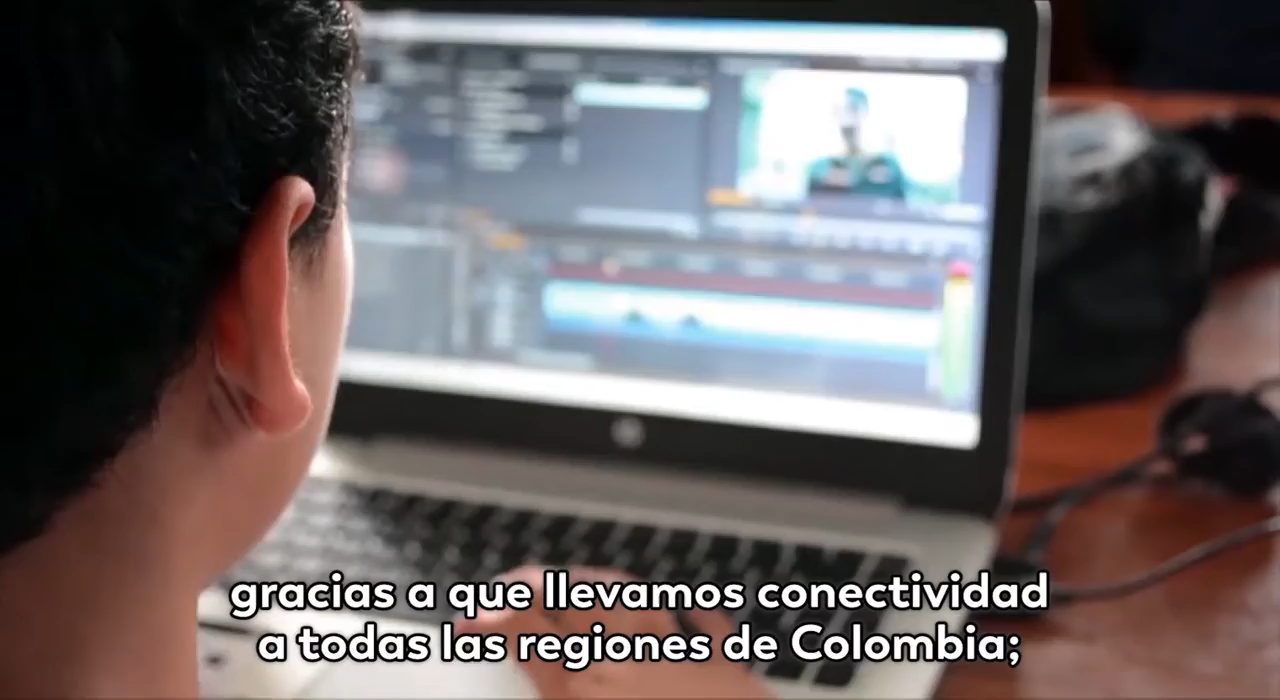 gracias a que llevamos conectividad
a todas las regiones de Colombia;